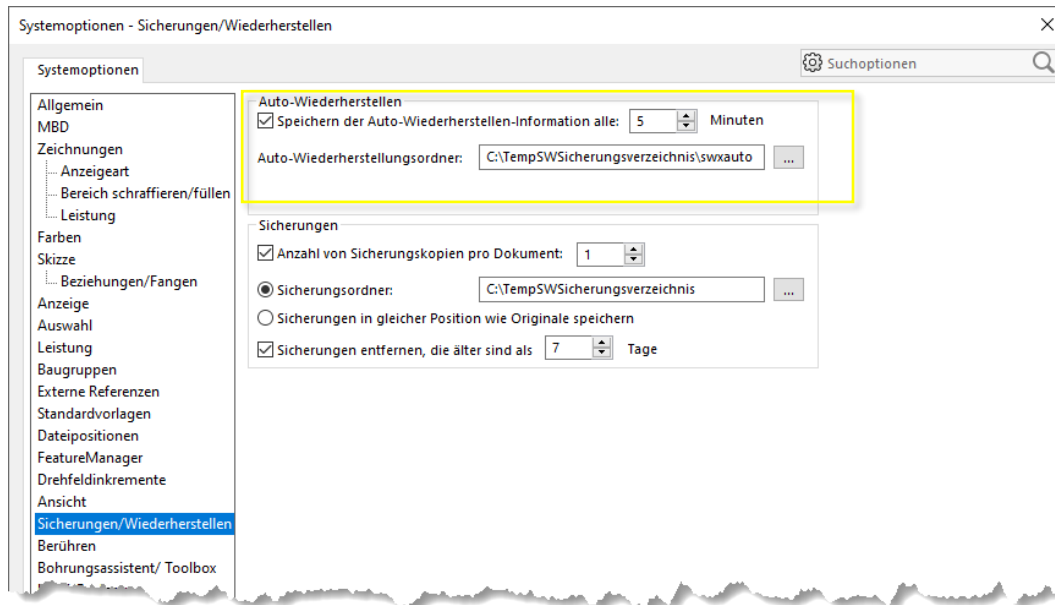 Systemoptionen - Sicherungen/Wiederherstellen
Suchoptionen
Systemoptionen
Allgemein
MBD
Zeichnungen
Anzeigeart
Bereich schraffieren/füllen
Leistung
Farben
Skizze
Beziehungen/Fangen
Anzeige
Auswahl
Leistung
Baugruppen
Externe Referenzen
Standardvorlagen
Dateipositionen
FeatureManager
Drehfeldinkremente
Ansicht
Sicherungen/Wiederherstellen
Berühren
Bohrungsassistent/ Toolbox
Auto-Wiederherstellen
Speichern der Auto-Wiederherstellen-Information alle: 5 Minuten
Auto-Wiederherstellungsordner: C:\TempSWSicherungsverzeichnis\swxauto ...
Sicherungen
Anzahl von Sicherungskopien pro Dokument: 1
Sicherungsordner: C:\TempSWSicherungsverzeichnis ...
Sicherungen in gleicher Position wie Originale speichern
Sicherungen entfernen, die älter sind als 7 Tage